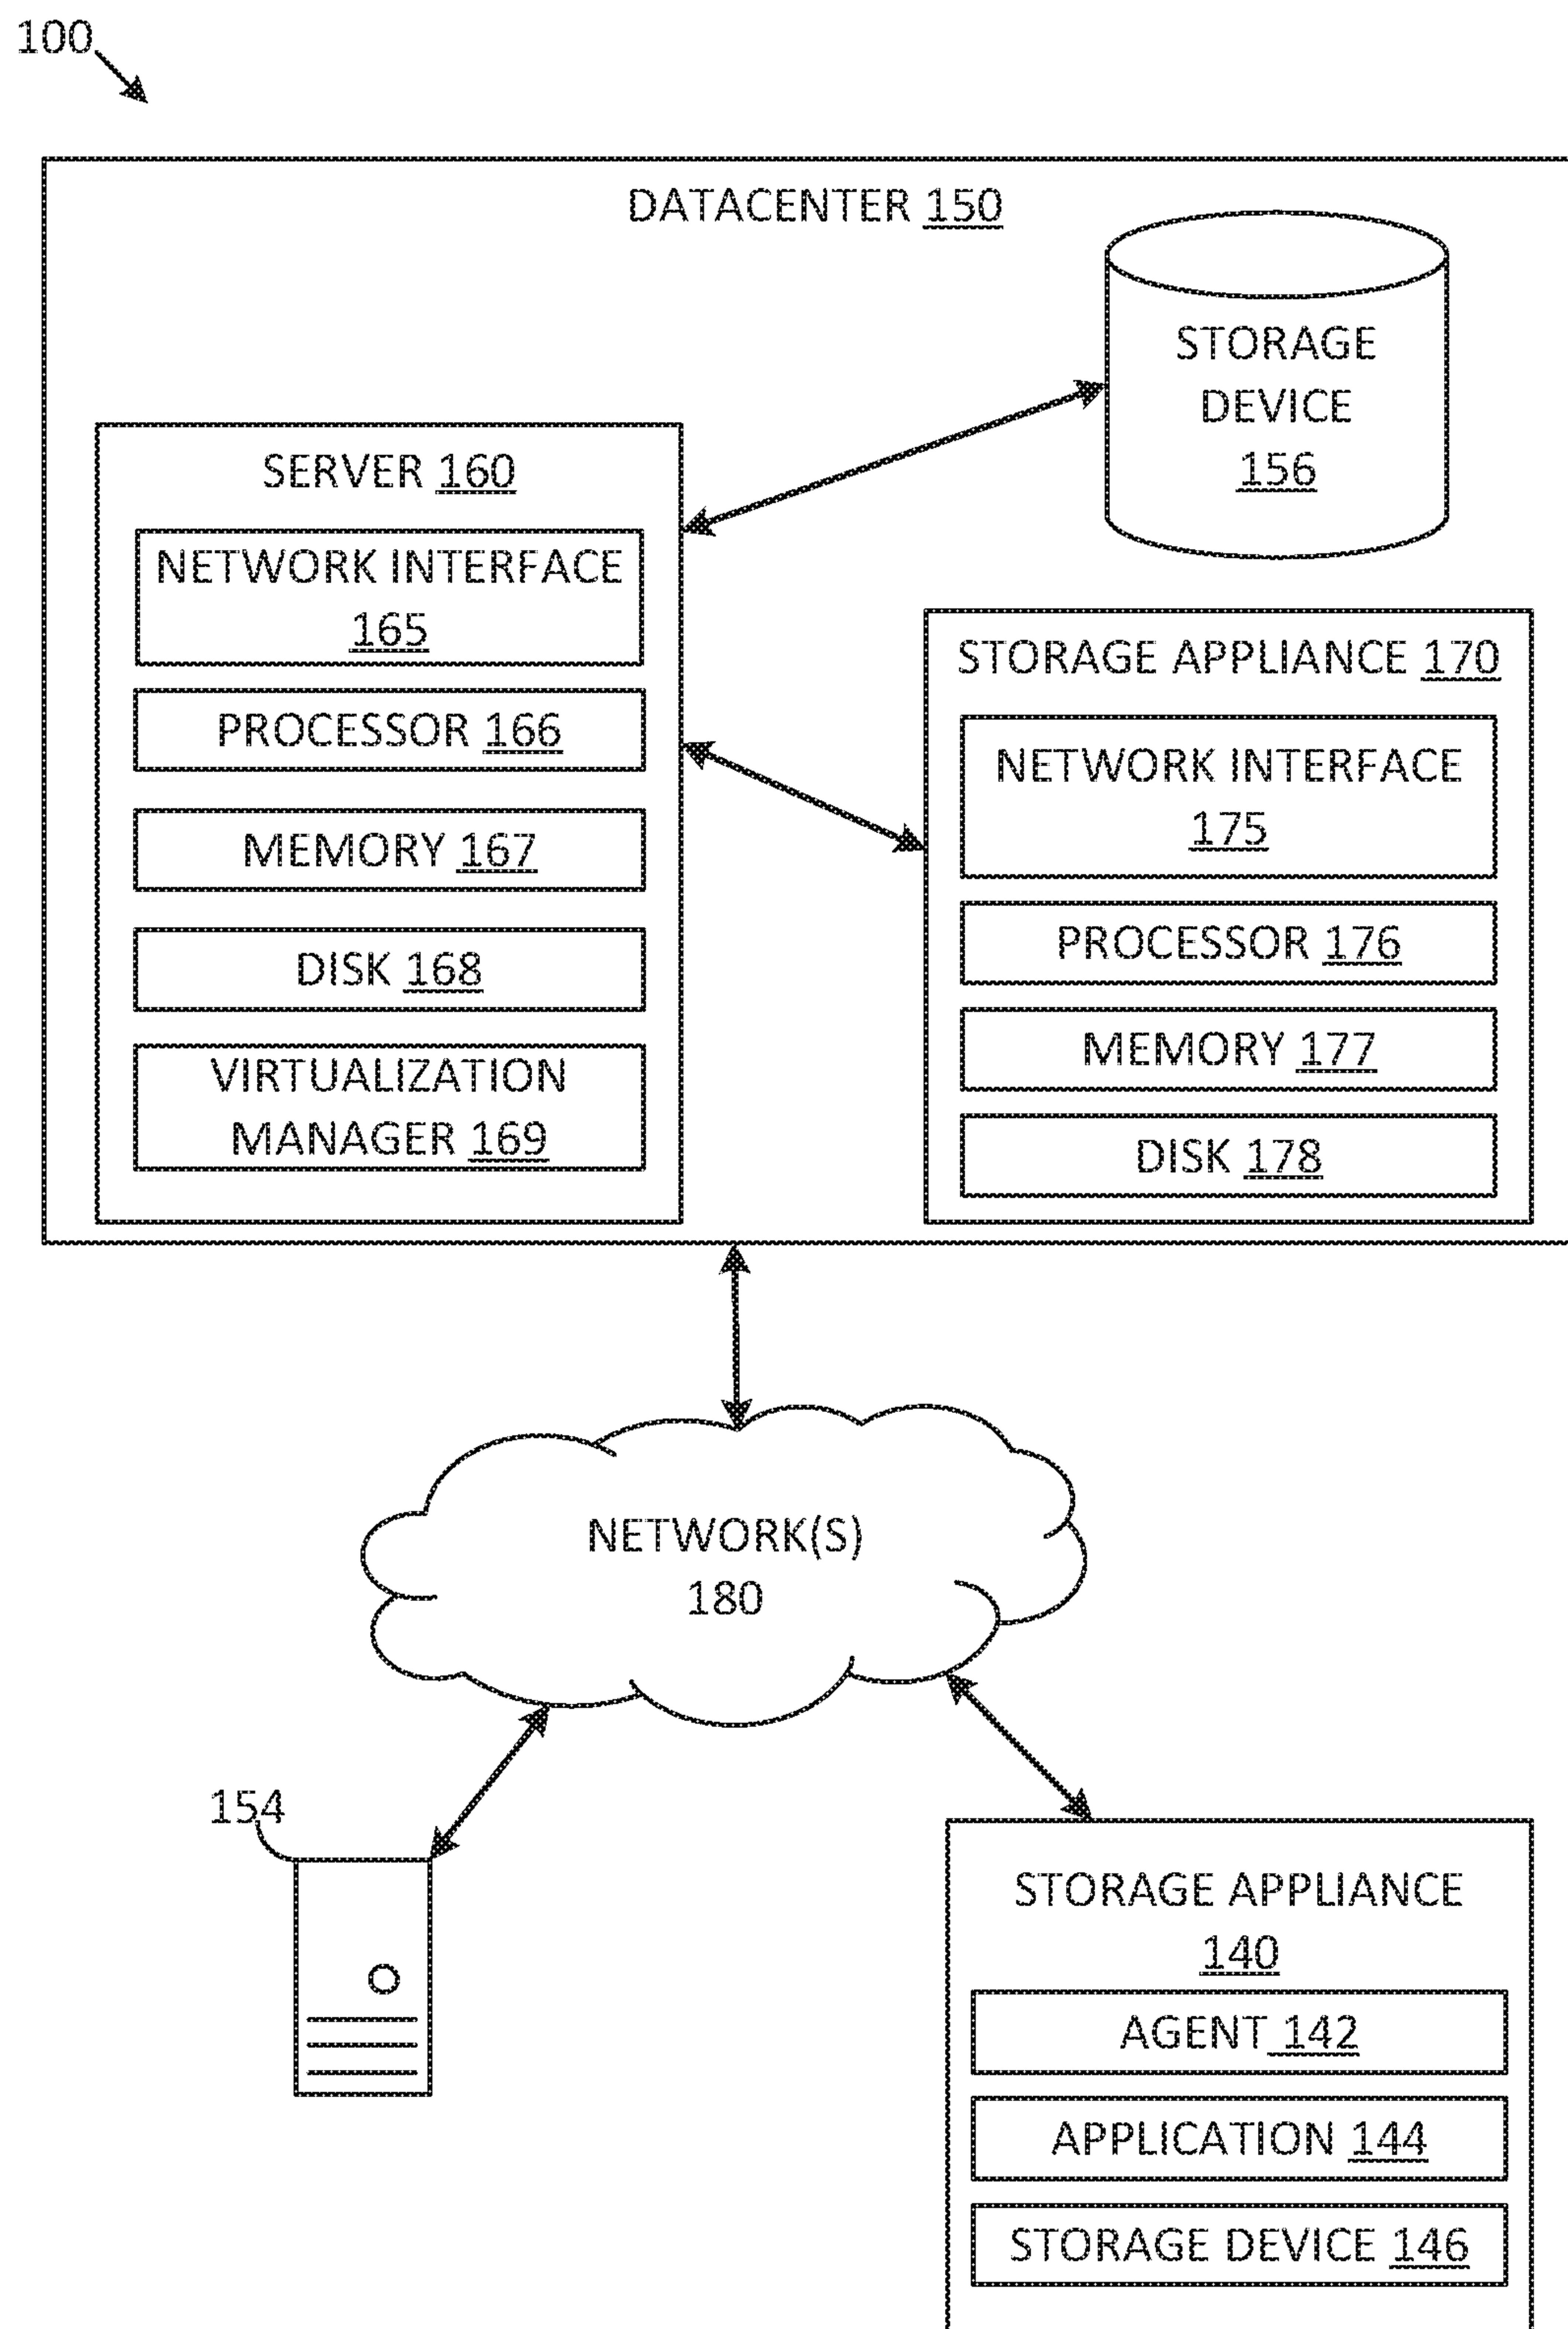 100
DATACENTER 150
STORAGE
DEVICE
156
SERVER 160
NETWORK INTERFACE
165
PROCESSOR 166
MEMORY 167
DISK 168
VIRTUALIZATION
MANAGER 169
STORAGE APPLIANCE 170
NETWORK INTERFACE
175
PROCESSOR 176
MEMORY 177
DISK 178
NETWORK(S)
180
154
STORAGE APPLIANCE
140
AGENT 142
APPLICATION 144
STORAGE DEVICE 146